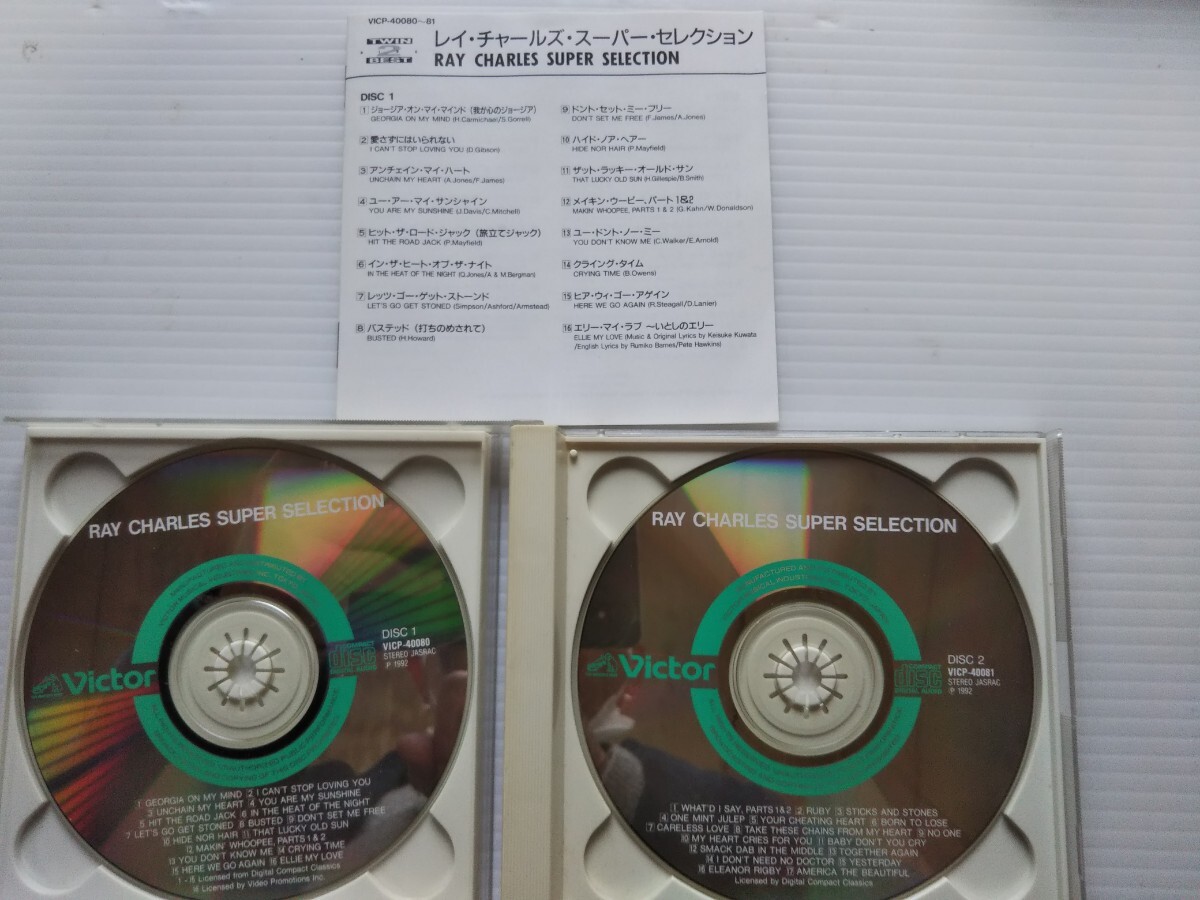 VICP-40080~81
TWIN
2
BEST
レイ・チャールズ・スーパー・セレクション
RAY CHARLES SUPER SELECTION
DISC 1
1 ジョージア・オン・マイ・マインド (我が心のジョージア)
GEORGIA ON MY MIND (H.Carmichael/S.Gorrell)
2 愛さずにはいられない
I CAN'T STOP LOVING YOU (D.Gibson)
3 アンチェイン・マイ・ハート
UNCHAIN MY HEART (A.Jones/F.James)
4 ユー・アー・マイ・サンシャイン
YOU ARE MY SUNSHINE (J.Davis/C.Mitchell)
5 ヒット・ザ・ロード・ジャック (旅立てジャック)
HIT THE ROAD JACK (P.Mayfield)
6 イン・ザ・ヒート・オブ・ザ・ナイト
IN THE HEAT OF THE NIGHT (Q.Jones/A & M.Bergman)
7 レッツ・ゴー・ゲット・ストーンド
LET'S GO GET STONED (Simpson/Ashford/Armstead)
8 バステッド (打ちのめされて)
BUSTED (H.Howard)
9 ドント・セット・ミー・フリー
DON'T SET ME FREE (F.James/A.Jones)
10 ハイド・ノア・ヘアー
HIDE NOR HAIR (P.Mayfield)
11 ザット・ラッキー・オールド・サン
THAT LUCKY OLD SUN (H.Gillespie/B.Smith)
12 メイキン・ウーピー、パート1&2
MAKIN' WHOOPEE, PARTS 1 & 2 (G.Kahn/W.Donaldson)
13 ユー・ドント・ノー・ミー
YOU DON'T KNOW ME (C.Walker/E.Arnold)
14 クライング・タイム
CRYING TIME (B.Owens)
15 ヒア・ウィ・ゴー・アゲイン
HERE WE GO AGAIN (R.Steagall/D.Lanier)
16 エリー・マイ・ラブ ~いとしのエリー
ELLIE MY LOVE (Music & Original Lyrics by Keisuke Kuwata
/English Lyrics by Rumiko Barnes/Pete Hawkins)
RAY CHARLES SUPER SELECTION
Victor
DISC 1
VICP-40080
STEREO JASRAC
℗ 1992
1 GEORGIA ON MY MIND 2 I CAN'T STOP LOVING YOU
3 UNCHAIN MY HEART 4 YOU ARE MY SUNSHINE
5 HIT THE ROAD JACK 6 IN THE HEAT OF THE NIGHT
7 LET'S GO GET STONED 8 BUSTED 9 DON'T SET ME FREE
10 HIDE NOR HAIR 11 THAT LUCKY OLD SUN
12 MAKIN' WHOOPEE, PARTS 1 & 2
13 YOU DON'T KNOW ME 14 CRYING TIME
15 HERE WE GO AGAIN 16 ELLIE MY LOVE
1 - 15 Licensed from Digital Compact Classics
16 Licensed by Video Promotions Inc.
RAY CHARLES SUPER SELECTION
Victor
COMPACT
DISC
DIGITAL AUDIO
DISC 2
VICP-40081
STEREO JASRAC
℗ 1992
1 WHAT'D I SAY, PARTS 1 & 2 2 RUBY 3 STICKS AND STONES
4 ONE MINT JULEP 5 YOUR CHEATING HEART 6 BORN TO LOSE
7 CARELESS LOVE 8 TAKE THESE CHAINS FROM MY HEART 9 NO ONE
10 MY HEART CRIES FOR YOU 11 BABY DON'T YOU CRY
12 SMACK DAB IN THE MIDDLE 13 TOGETHER AGAIN
14 I DON'T NEED NO DOCTOR 15 YESTERDAY
16 ELEANOR RIGBY 17 AMERICA THE BEAUTIFUL
Licensed by Digital Compact Classics